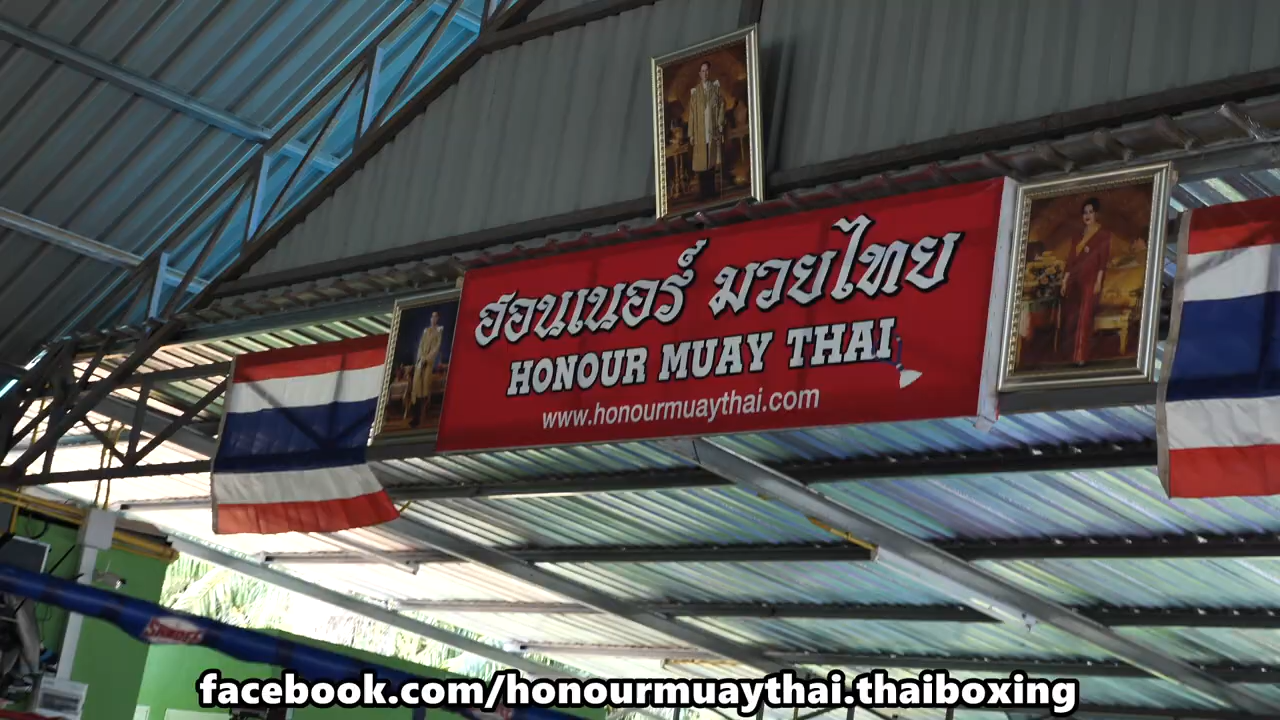 ฮอนเนอร์ มวยไทย
HONOUR MUAY THAI
www.honourmuaythai.com
SANDEE
facebook.com/honourmuaythai.thaiboxing